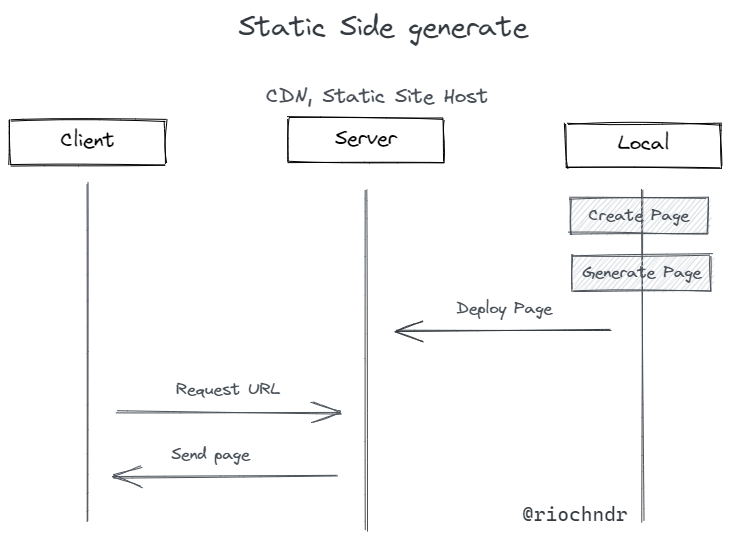 Static Side generate
CDN, Static Site Host
Client
Server
Local
Create Page
Generate Page
Deploy Page
Request URL
Send page
@riochndr